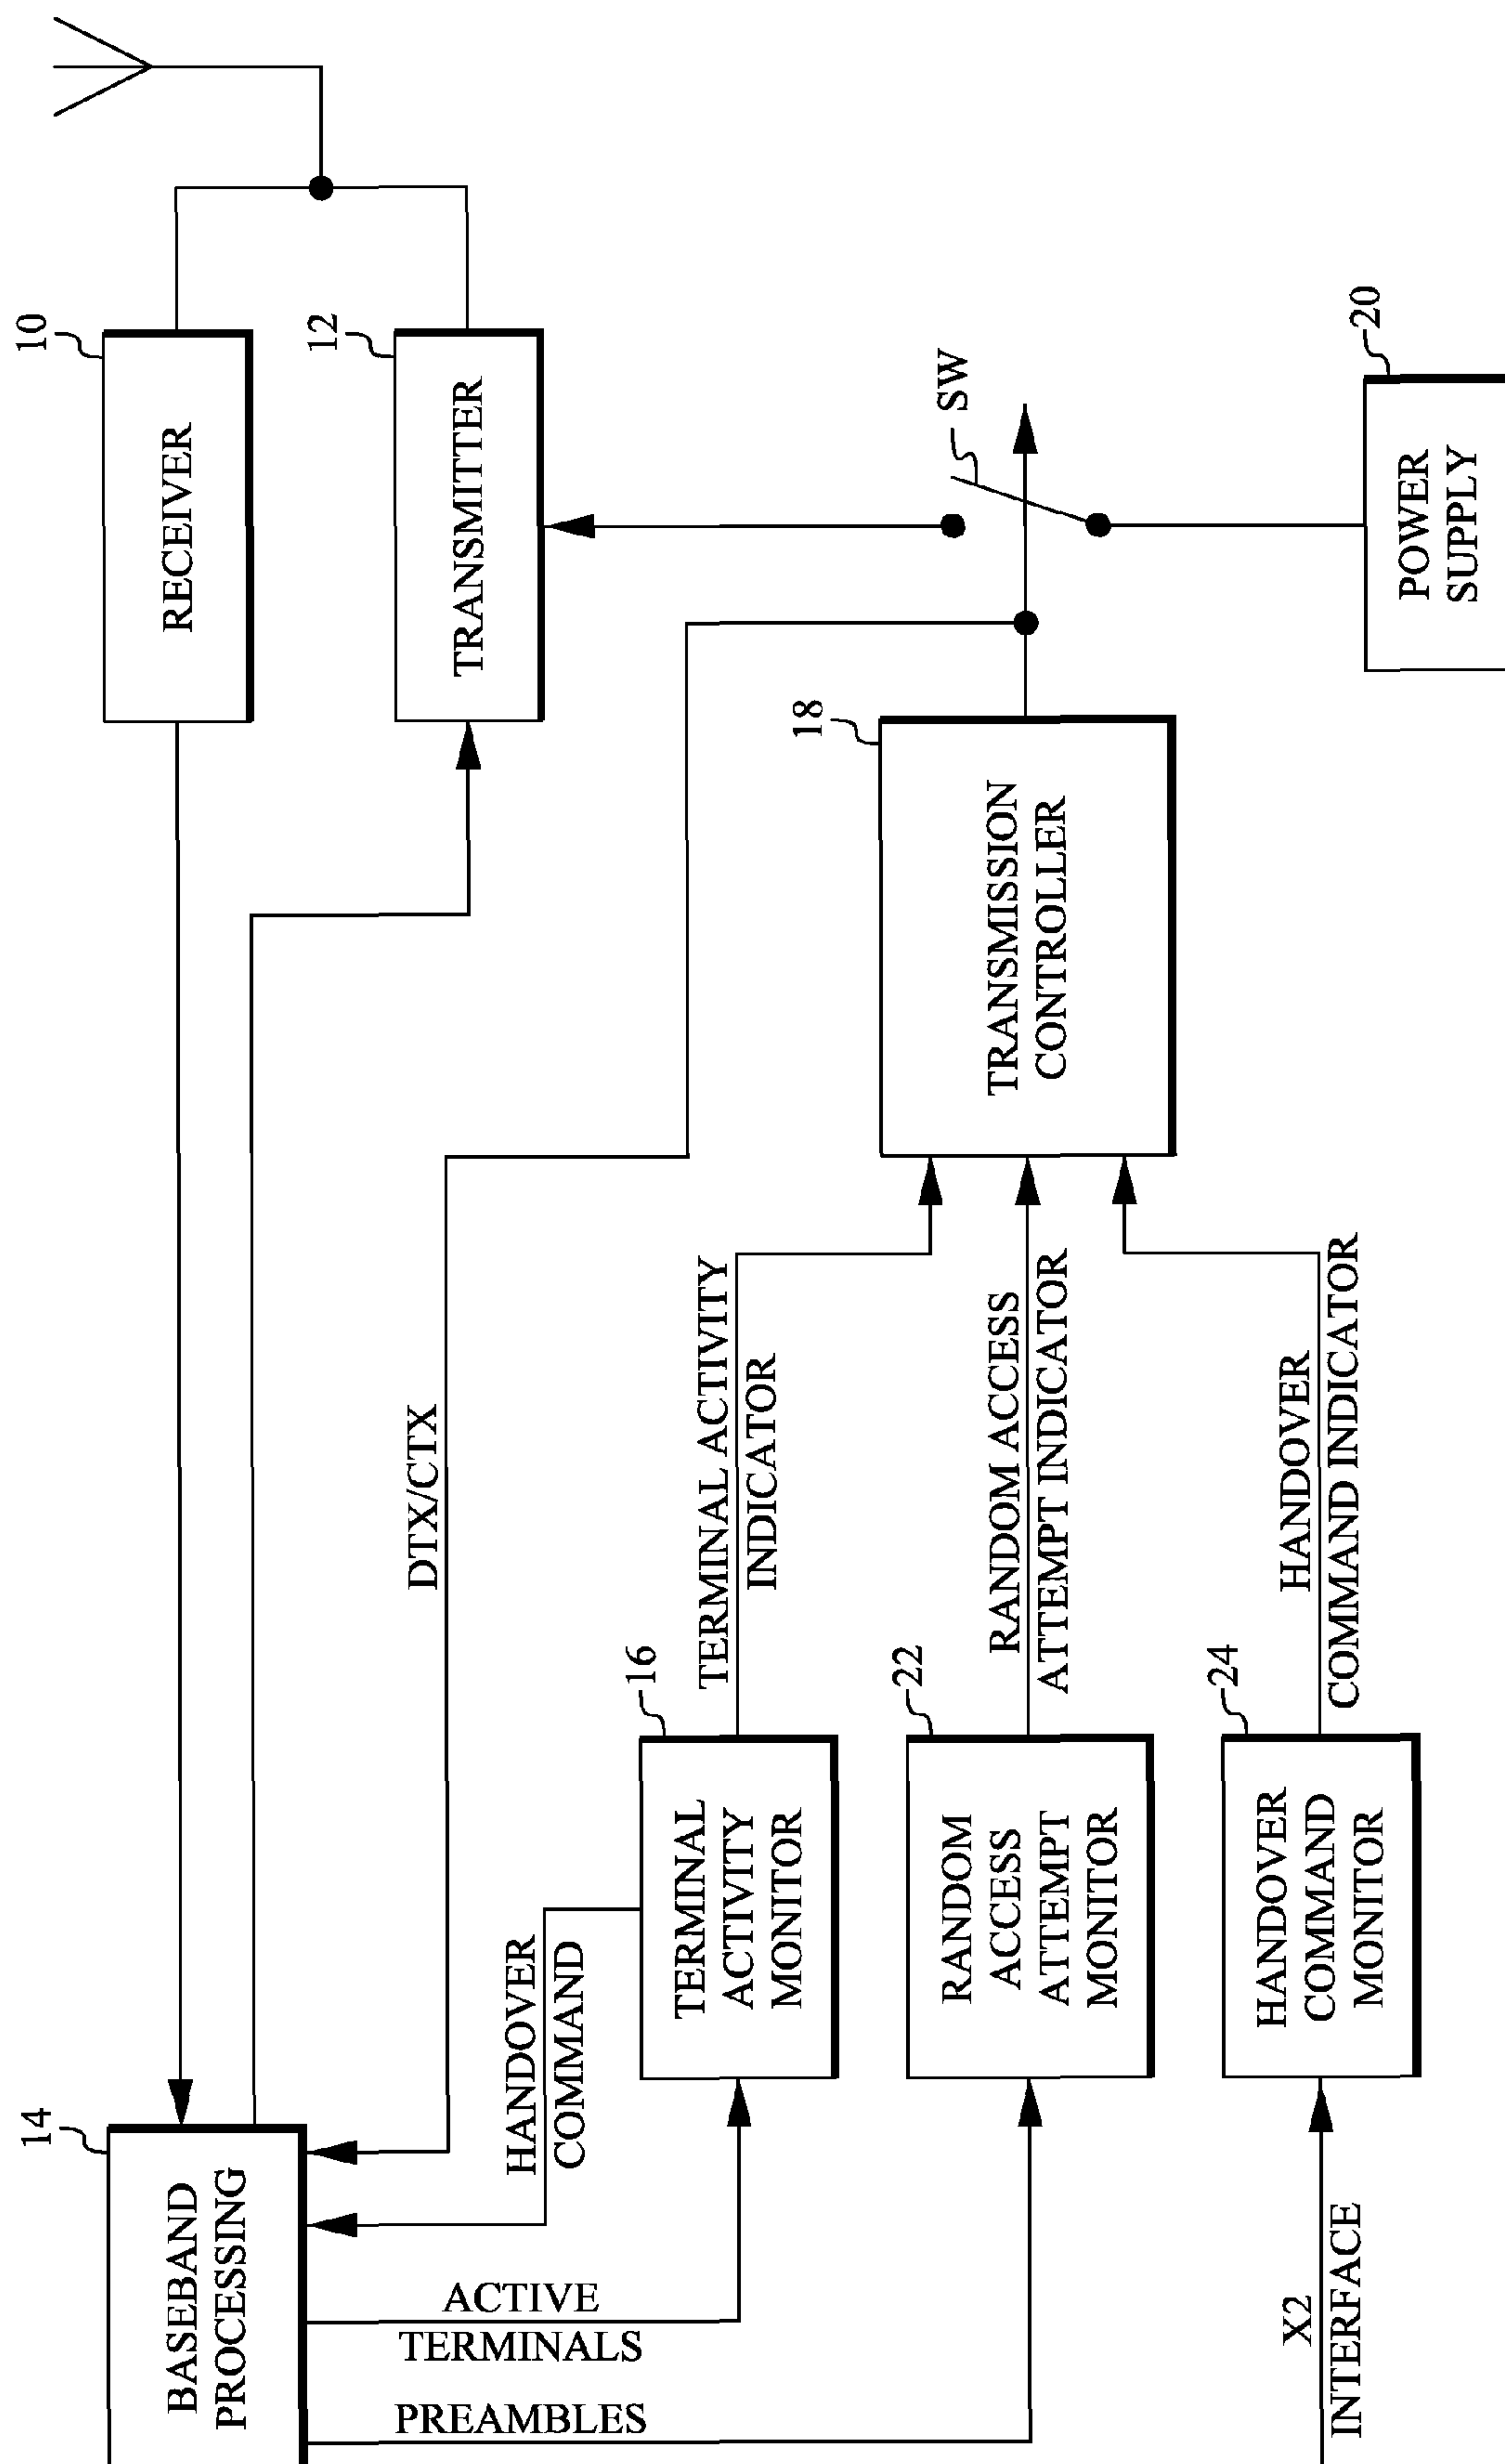 10
RECEIVER
12
TRANSMITTER
14
BASEBAND
PROCESSING
DTX/CTX
SW
HANDOVER
COMMAND
ACTIVE
TERMINALS
PREAMBLES
16
TERMINAL
ACTIVITY
MONITOR
TERMINAL ACTIVITY
INDICATOR
18
TRANSMISSION
CONTROLLER
22
RANDOM
ACCESS
ATTEMPT
MONITOR
RANDOM ACCESS
ATTEMPT INDICATOR
X2
INTERFACE
24
HANDOVER
COMMAND
MONITOR
HANDOVER
COMMAND INDICATOR
20
POWER
SUPPLY